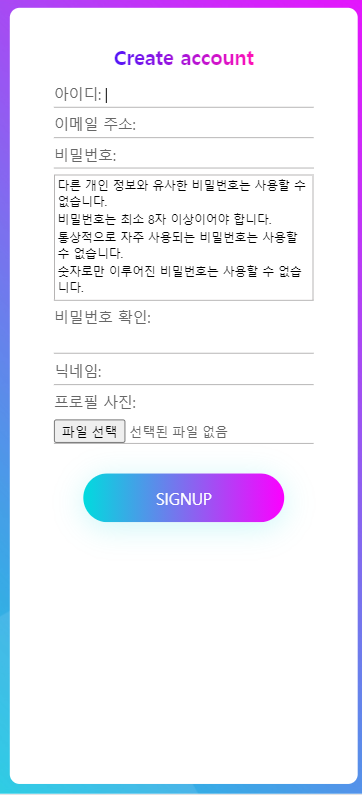 Create account
아이디:
이메일 주소:
비밀번호:
다른 개인 정보와 유사한 비밀번호는 사용할 수
없습니다.
비밀번호는 최소 8자 이상이어야 합니다.
통상적으로 자주 사용되는 비밀번호는 사용할
수 없습니다.
숫자로만 이루어진 비밀번호는 사용할 수 없습
니다.
비밀번호 확인:
닉네임:
프로필 사진:
파일 선택 선택된 파일 없음
SIGNUP